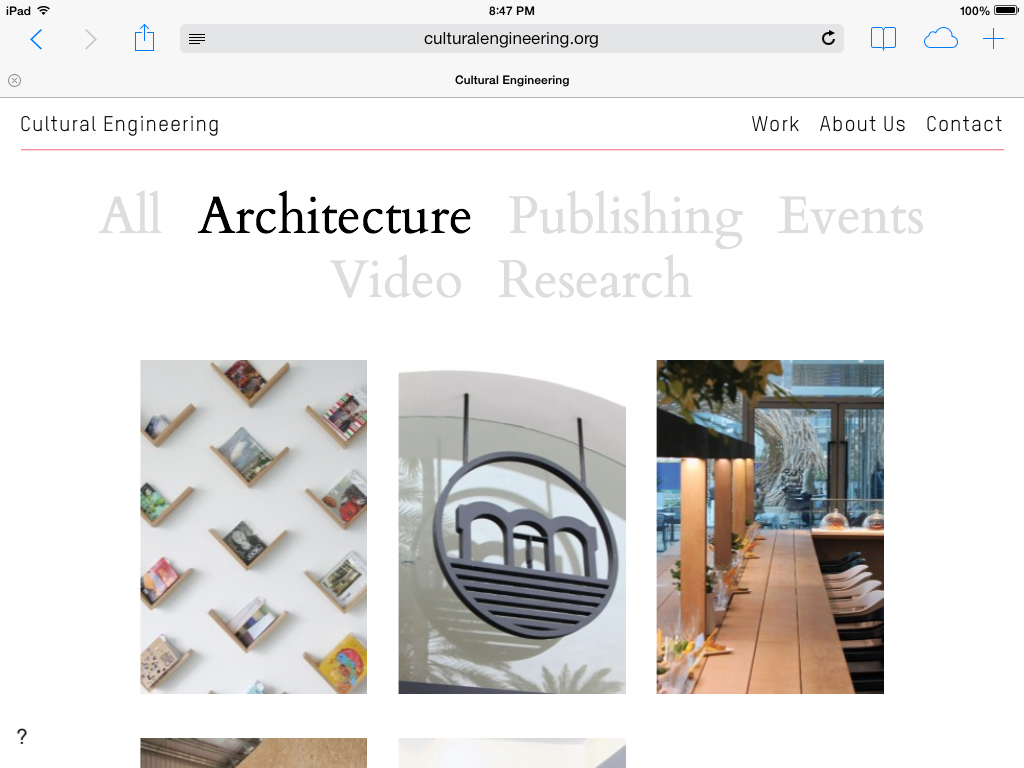 iPad 8:47 PM 100%
culturalengineering.org
Cultural Engineering
Cultural Engineering Work About Us Contact
All Architecture Publishing Events
Video Research
m
?